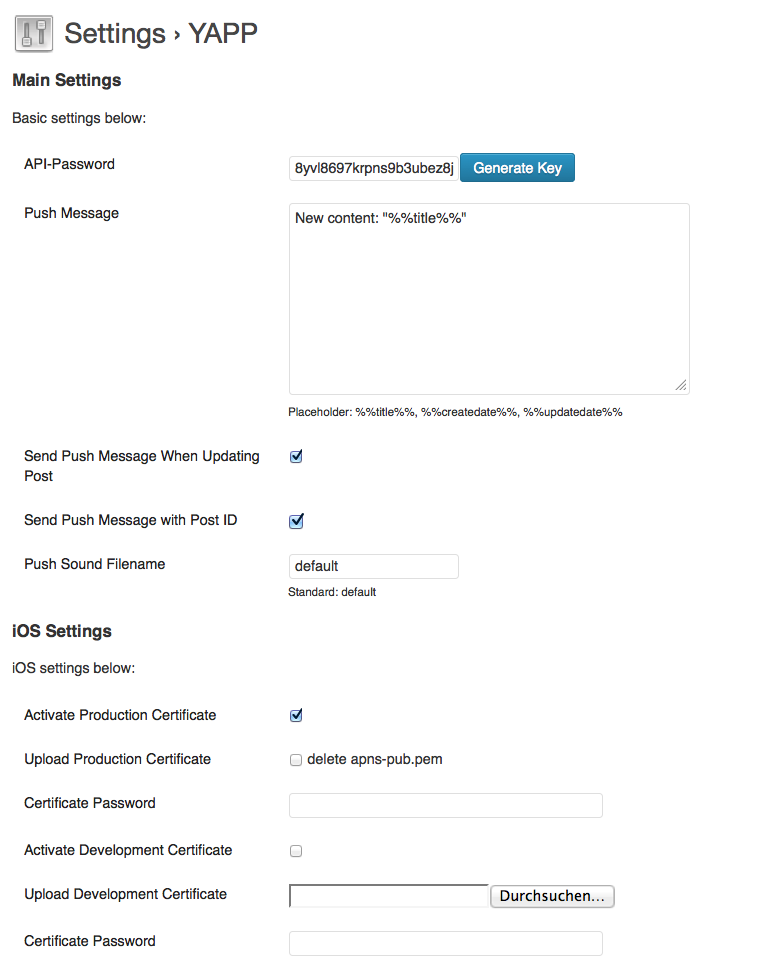 Settings › YAPP
Main Settings
Basic settings below:
API-Password
8yvl8697krpns9b3ubez8j
Generate Key
Push Message
New content: "%%title%%"
Placeholder: %%title%%, %%createdate%%, %%updatedate%%
Send Push Message When Updating
Post
Send Push Message with Post ID
Push Sound Filename
default
Standard: default
iOS Settings
iOS settings below:
Activate Production Certificate
Upload Production Certificate
delete apns-pub.pem
Certificate Password
Activate Development Certificate
Upload Development Certificate
Durchsuchen...
Certificate Password